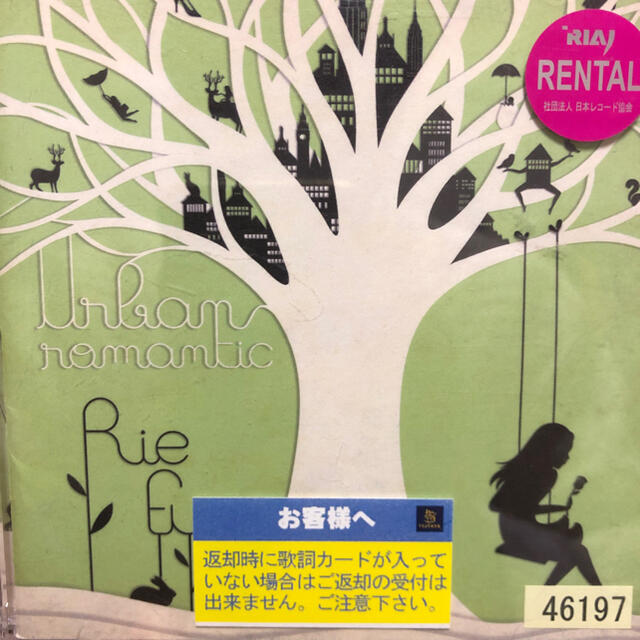 RIAJ
RENTAL
社団法人 日本レコード協会
Urban
romantic
Rie
fu
お客様へ
TSUTAYA
返却時に歌詞カードが入って
いない場合はご返却の受付は
出来ません。ご注意下さい。
46197